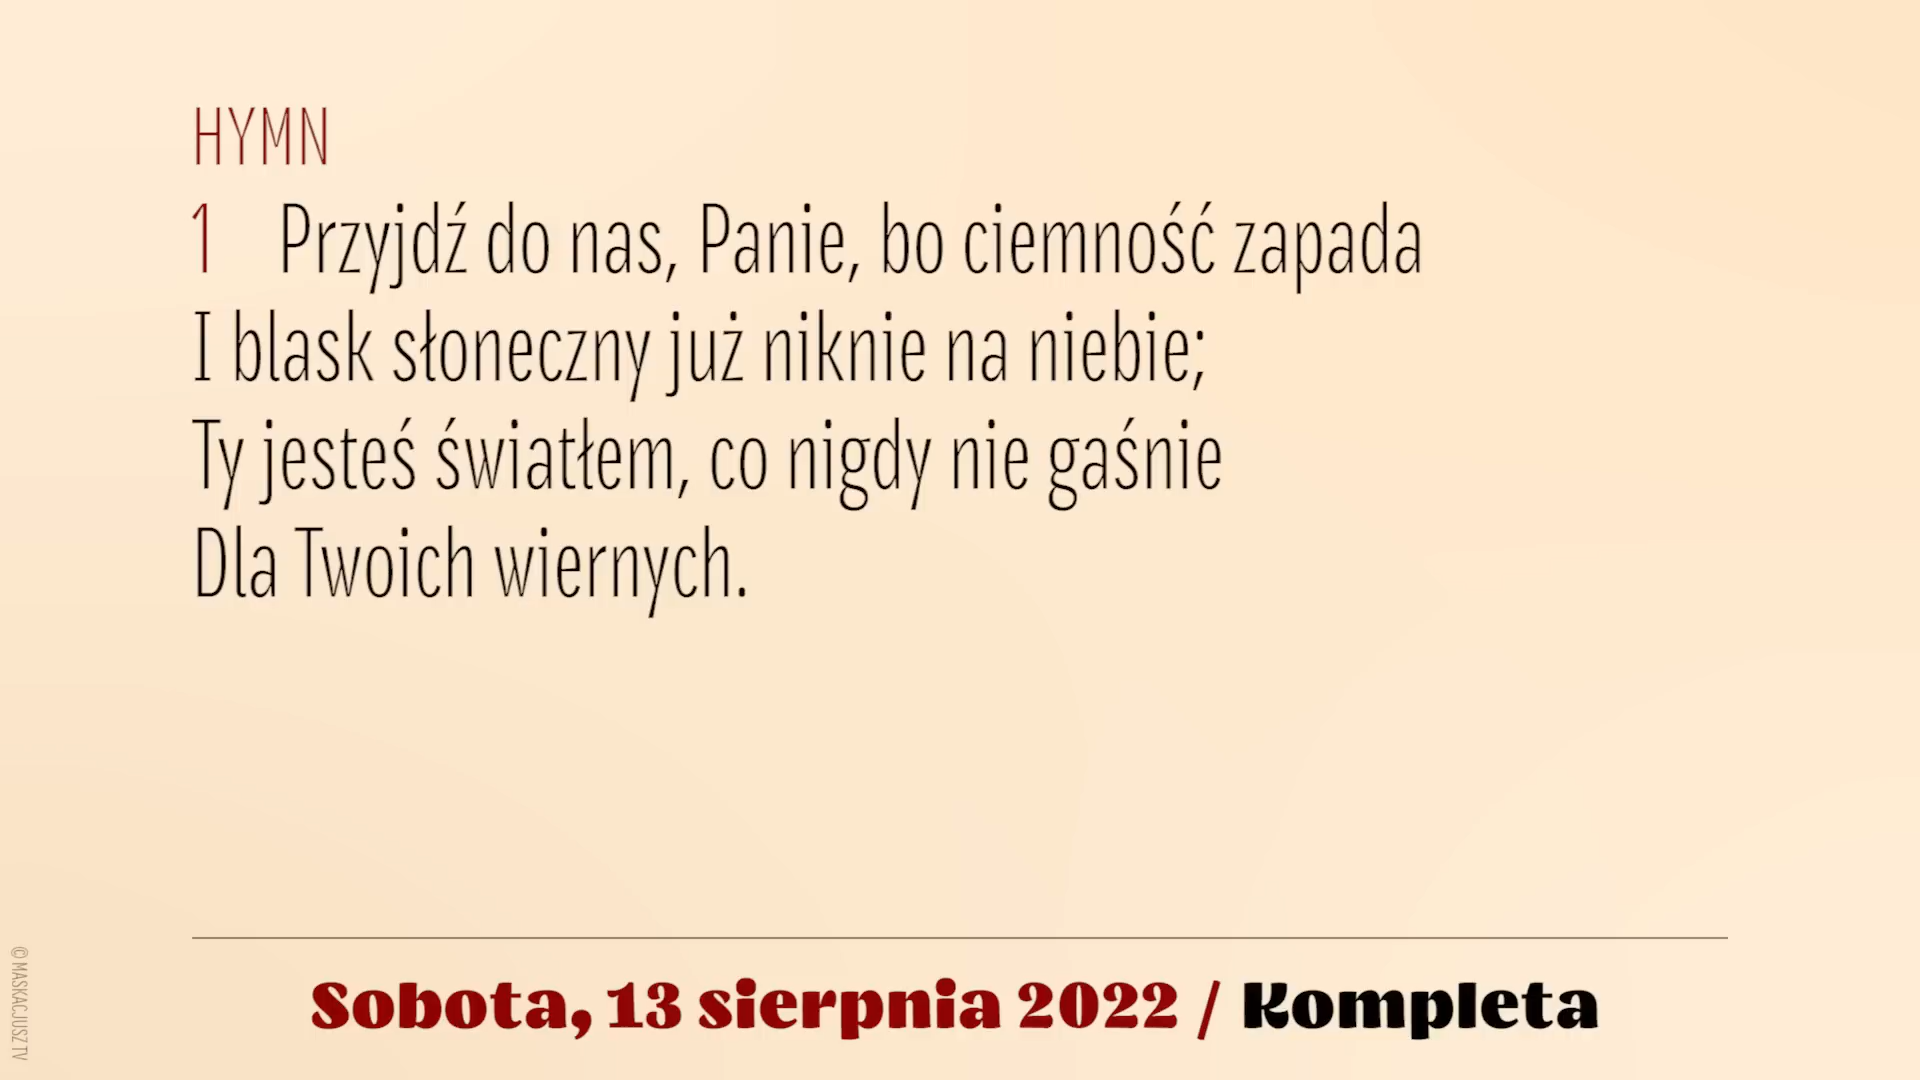 HYMN
1 Przyjdź do nas, Panie, bo ciemność zapada
I blask słoneczny już niknie na niebie;
Ty jesteś światłem, co nigdy nie gaśnie
Dla Twoich wiernych.
Sobota, 13 sierpnia 2022 / Kompleta
© MASKACJUSZ TV